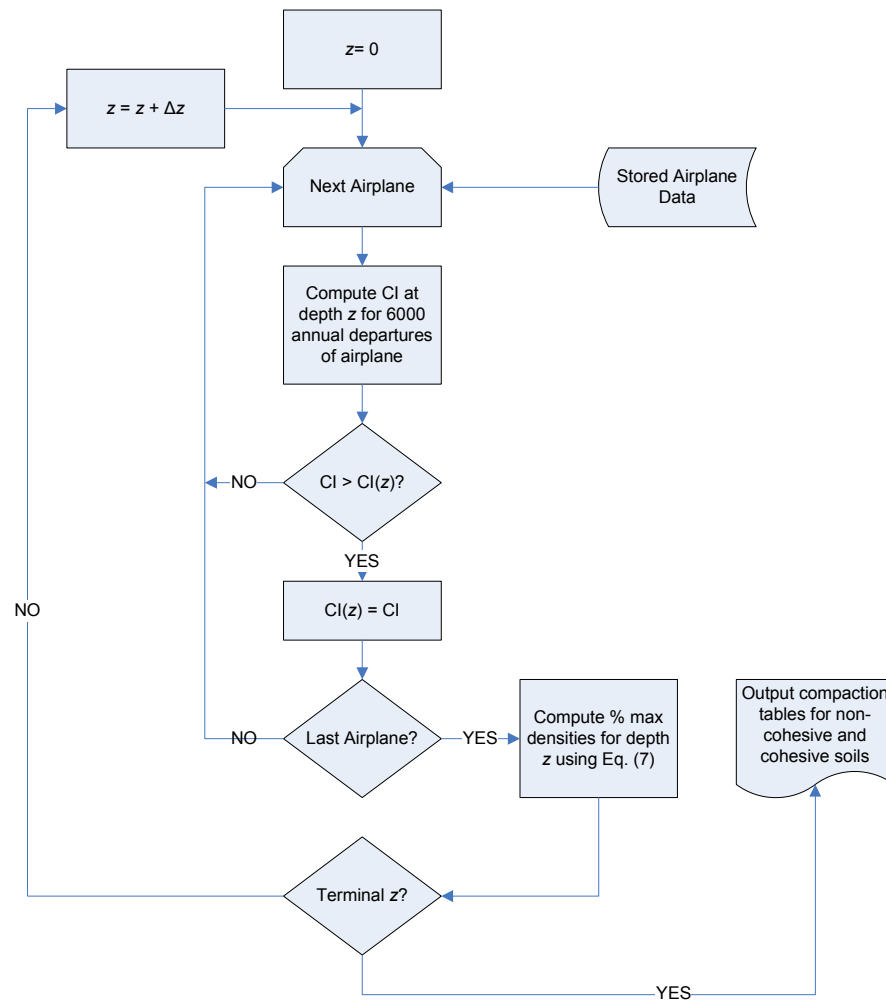 z= 0
z = z + Δz
Next Airplane
Stored Airplane
Data
Compute CI at
depth z for 6000
annual departures
of airplane
CI > CI(z)?
NO
YES
CI(z) = CI
NO
Last Airplane?
NO
YES
Compute % max
densities for depth
z using Eq. (7)
Output compaction
tables for non-
cohesive and
cohesive soils
Terminal z?
YES